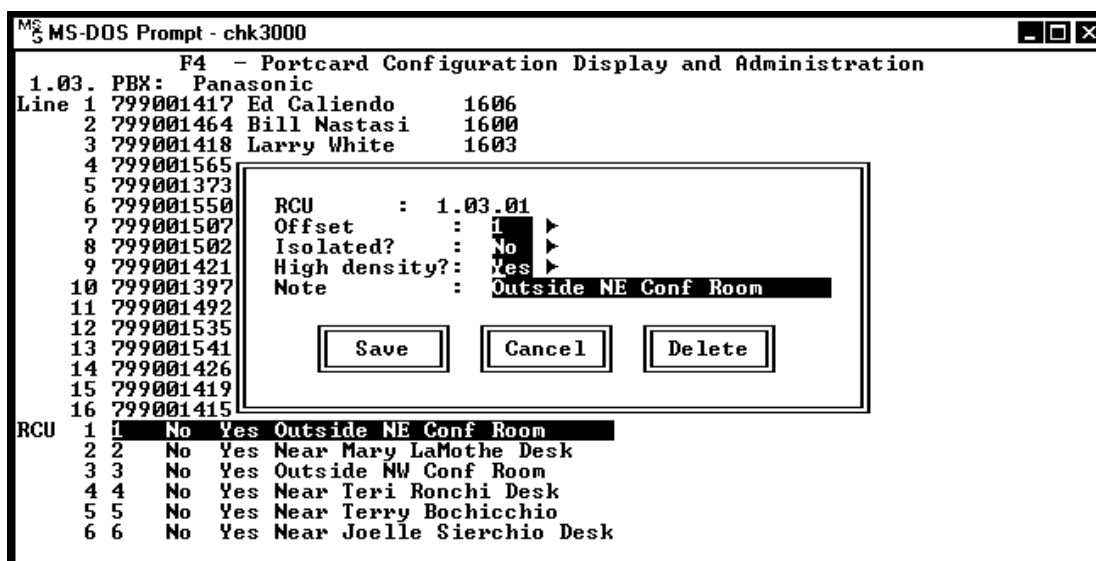 MS-DOS Prompt - chk3000
F4 - Portcard Configuration Display and Administration
1.03. PBX: Panasonic
Line 1 799001417 Ed Caliendo 1606
2 799001464 Bill Nastasi 1600
3 799001418 Larry White 1603
4 799001565
5 799001373
6 799001550
7 799001507
8 799001502
9 799001421
10 799001397
11 799001492
12 799001535
13 799001541
14 799001426
15 799001419
16 799001415
RCU : 1.03.01
Offset : 1
Isolated? : No
High density?: Yes
Note : Outside NE Conf Room
Save Cancel Delete
RCU 1 1 No Yes Outside NE Conf Room
2 2 No Yes Near Mary LaMothe Desk
3 3 No Yes Outside NW Conf Room
4 4 No Yes Near Teri Ronchi Desk
5 5 No Yes Near Terry Bochicchio
6 6 No Yes Near Joelle Sierchio Desk